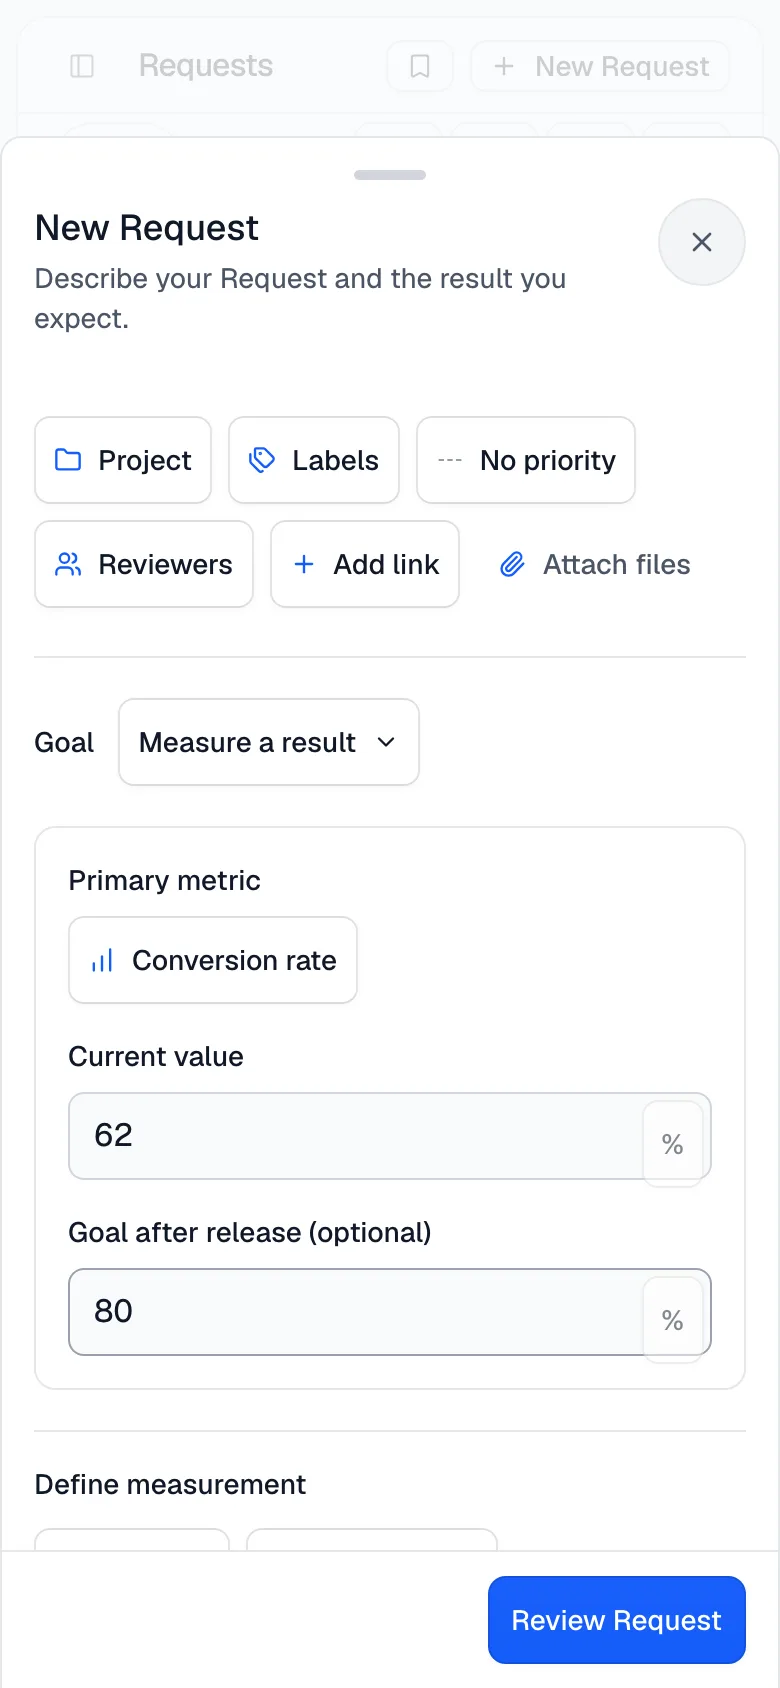 Requests
New Request
New Request
Describe your Request and the result you
expect.
Project
Labels
No priority
Reviewers
Add link
Attach files
Goal
Measure a result
Primary metric
Conversion rate
Current value
62
%
Goal after release (optional)
80
%
Define measurement
Review Request